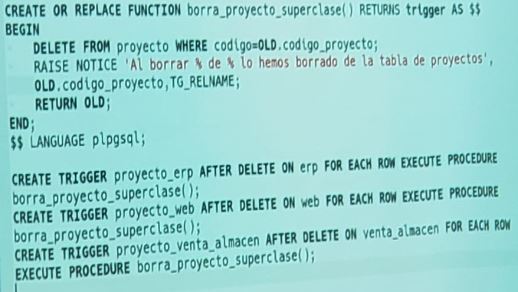 CREATE OR REPLACE FUNCTION borra_proyecto_superclase() RETURNS trigger AS $$
BEGIN
DELETE FROM proyecto WHERE codigo=OLD.codigo_proyecto;
RAISE NOTICE 'Al borrar % de % lo hemos borrado de la tabla de proyectos',
OLD.codigo_proyecto,TG_RELNAME;
RETURN OLD;
END;
$$ LANGUAGE plpgsql;
CREATE TRIGGER proyecto_erp AFTER DELETE ON erp FOR EACH ROW EXECUTE PROCEDURE
borra_proyecto_superclase();
CREATE TRIGGER proyecto_web AFTER DELETE ON web FOR EACH ROW EXECUTE PROCEDURE
borra_proyecto_superclase();
CREATE TRIGGER proyecto_venta_almacen AFTER DELETE ON venta_almacen FOR EACH ROW
EXECUTE PROCEDURE borra_proyecto_superclase();